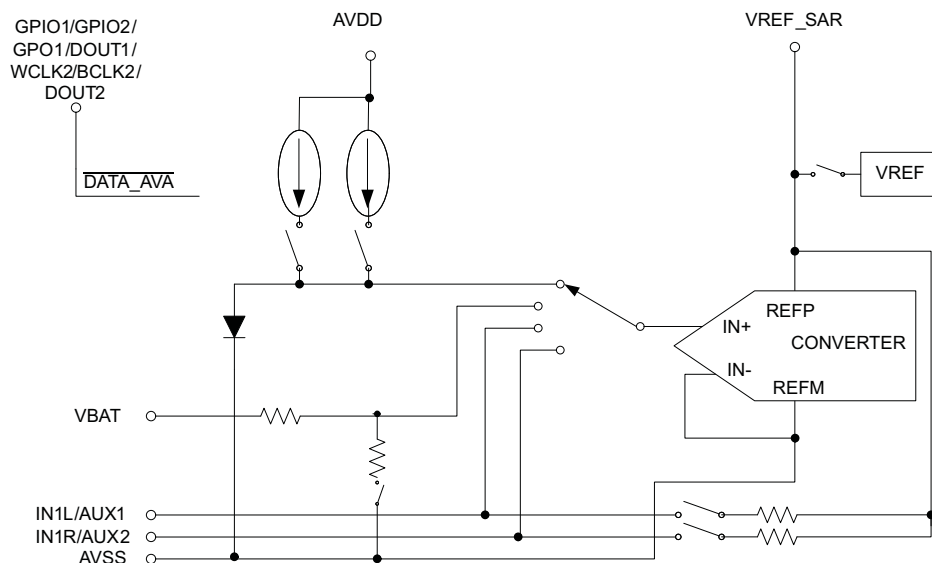 GPIO1/GPIO2/
GPO1/DOUT1/
WCLK2/BCLK2/
DOUT2
AVDD
VREF_SAR
DATA_AVA
VREF
REFP
IN+
CONVERTER
IN-
REFM
VBAT
IN1L/AUX1
IN1R/AUX2
AVSS